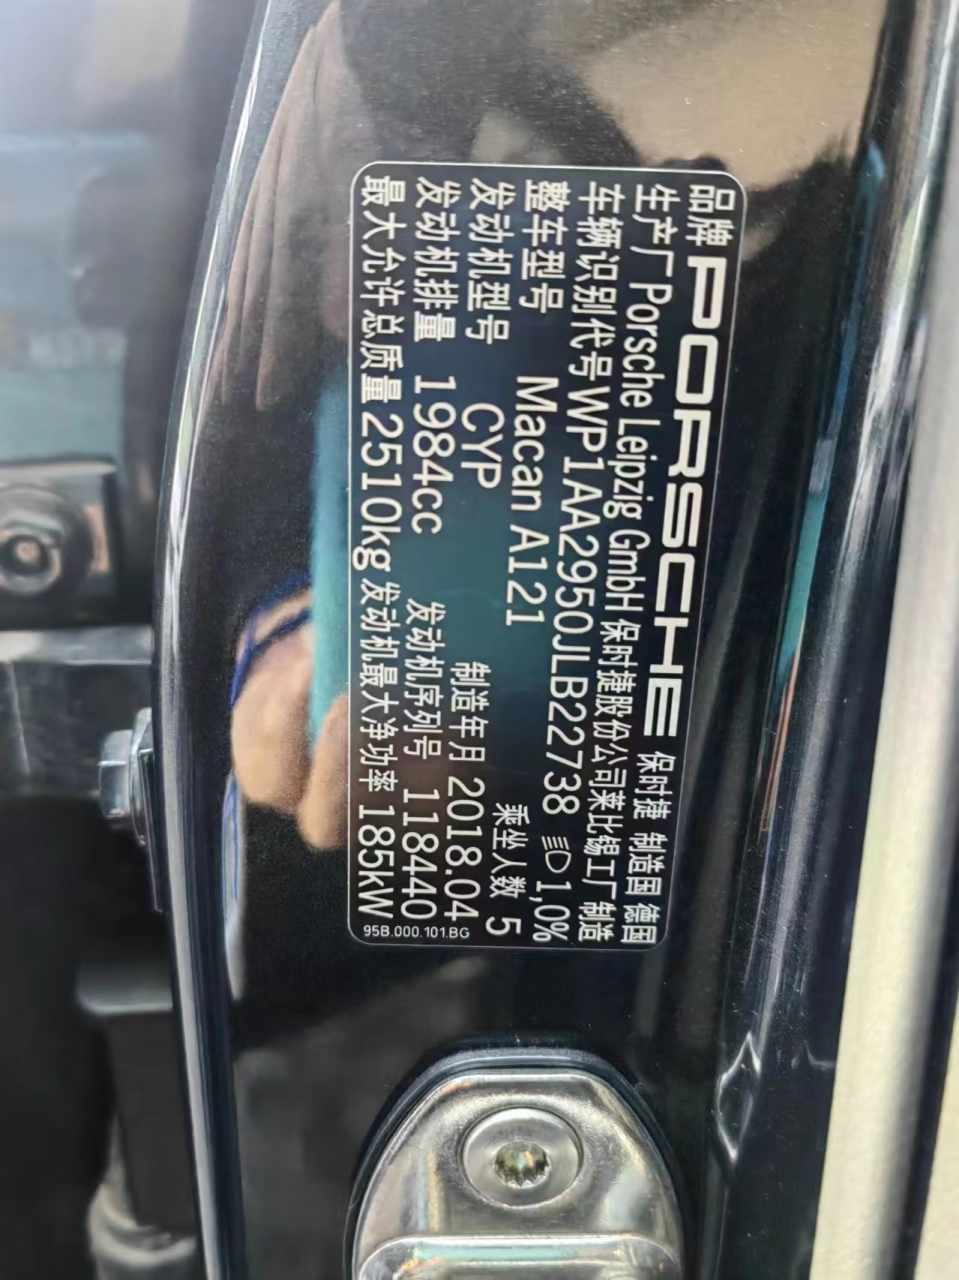 品牌 PORSCHE 保时捷 制造国 德国
生产厂 Porsche Leipzig GmbH 保时捷股份公司莱比锡工厂 制造
车辆识别代号 WP1AA2950JLB22738 1,0%
整车型号 Macan A121 乘坐人数 5
发动机型号 CYP 制造年月 2018.04
发动机排量 1984cc 发动机序列号 118440
最大允许总质量 2510kg 发动机最大净功率 185kW
95B.000.101.BG